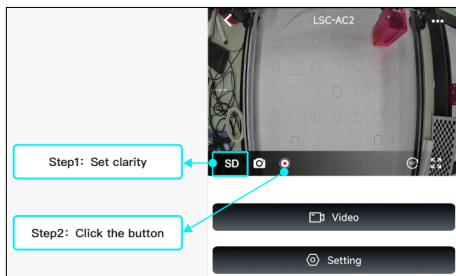 LSC-AC2
Step1: Set clarity
SD
Step2: Click the button
Video
Setting